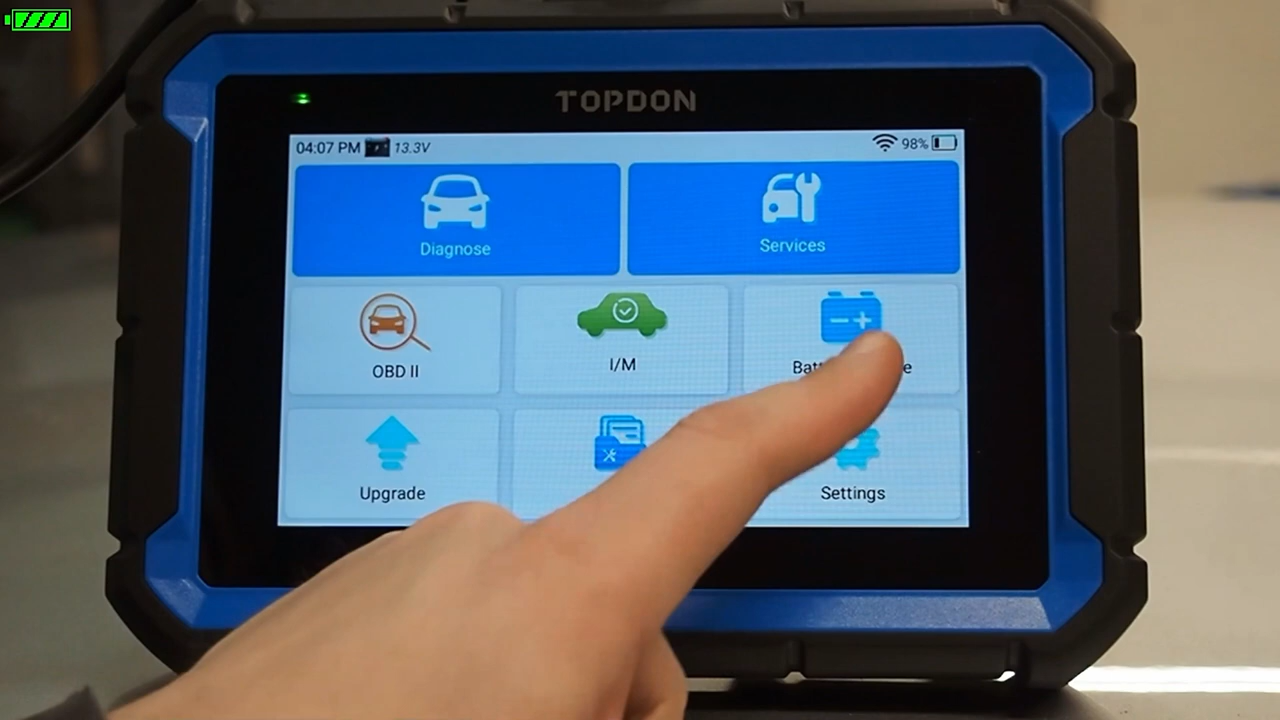 TOPDON
04:07 PM 13.3V 98%
Diagnose
Services
OBD II
I/M
Upgrade
Settings